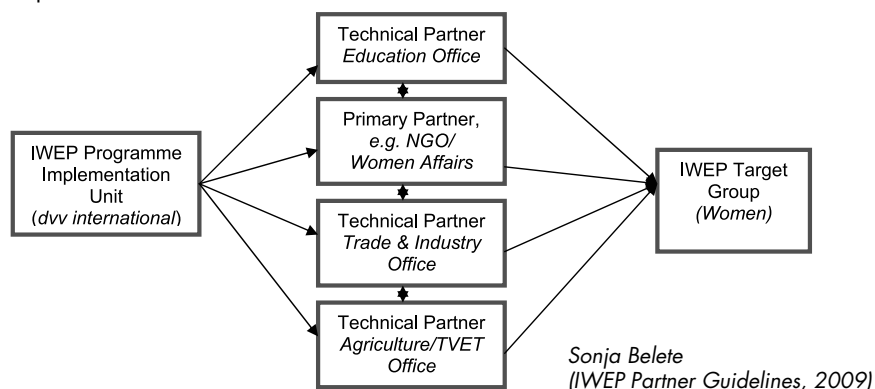 Technical Partner
Education Office
Primary Partner,
e.g. NGO/
Women Affairs
IWEP Programme
Implementation
Unit
(dvv international)
IWEP Target
Group
(Women)
Technical Partner
Trade & Industry
Office
Technical Partner
Agriculture/TVET
Office
Sonja Belete
(IWEP Partner Guidelines, 2009)